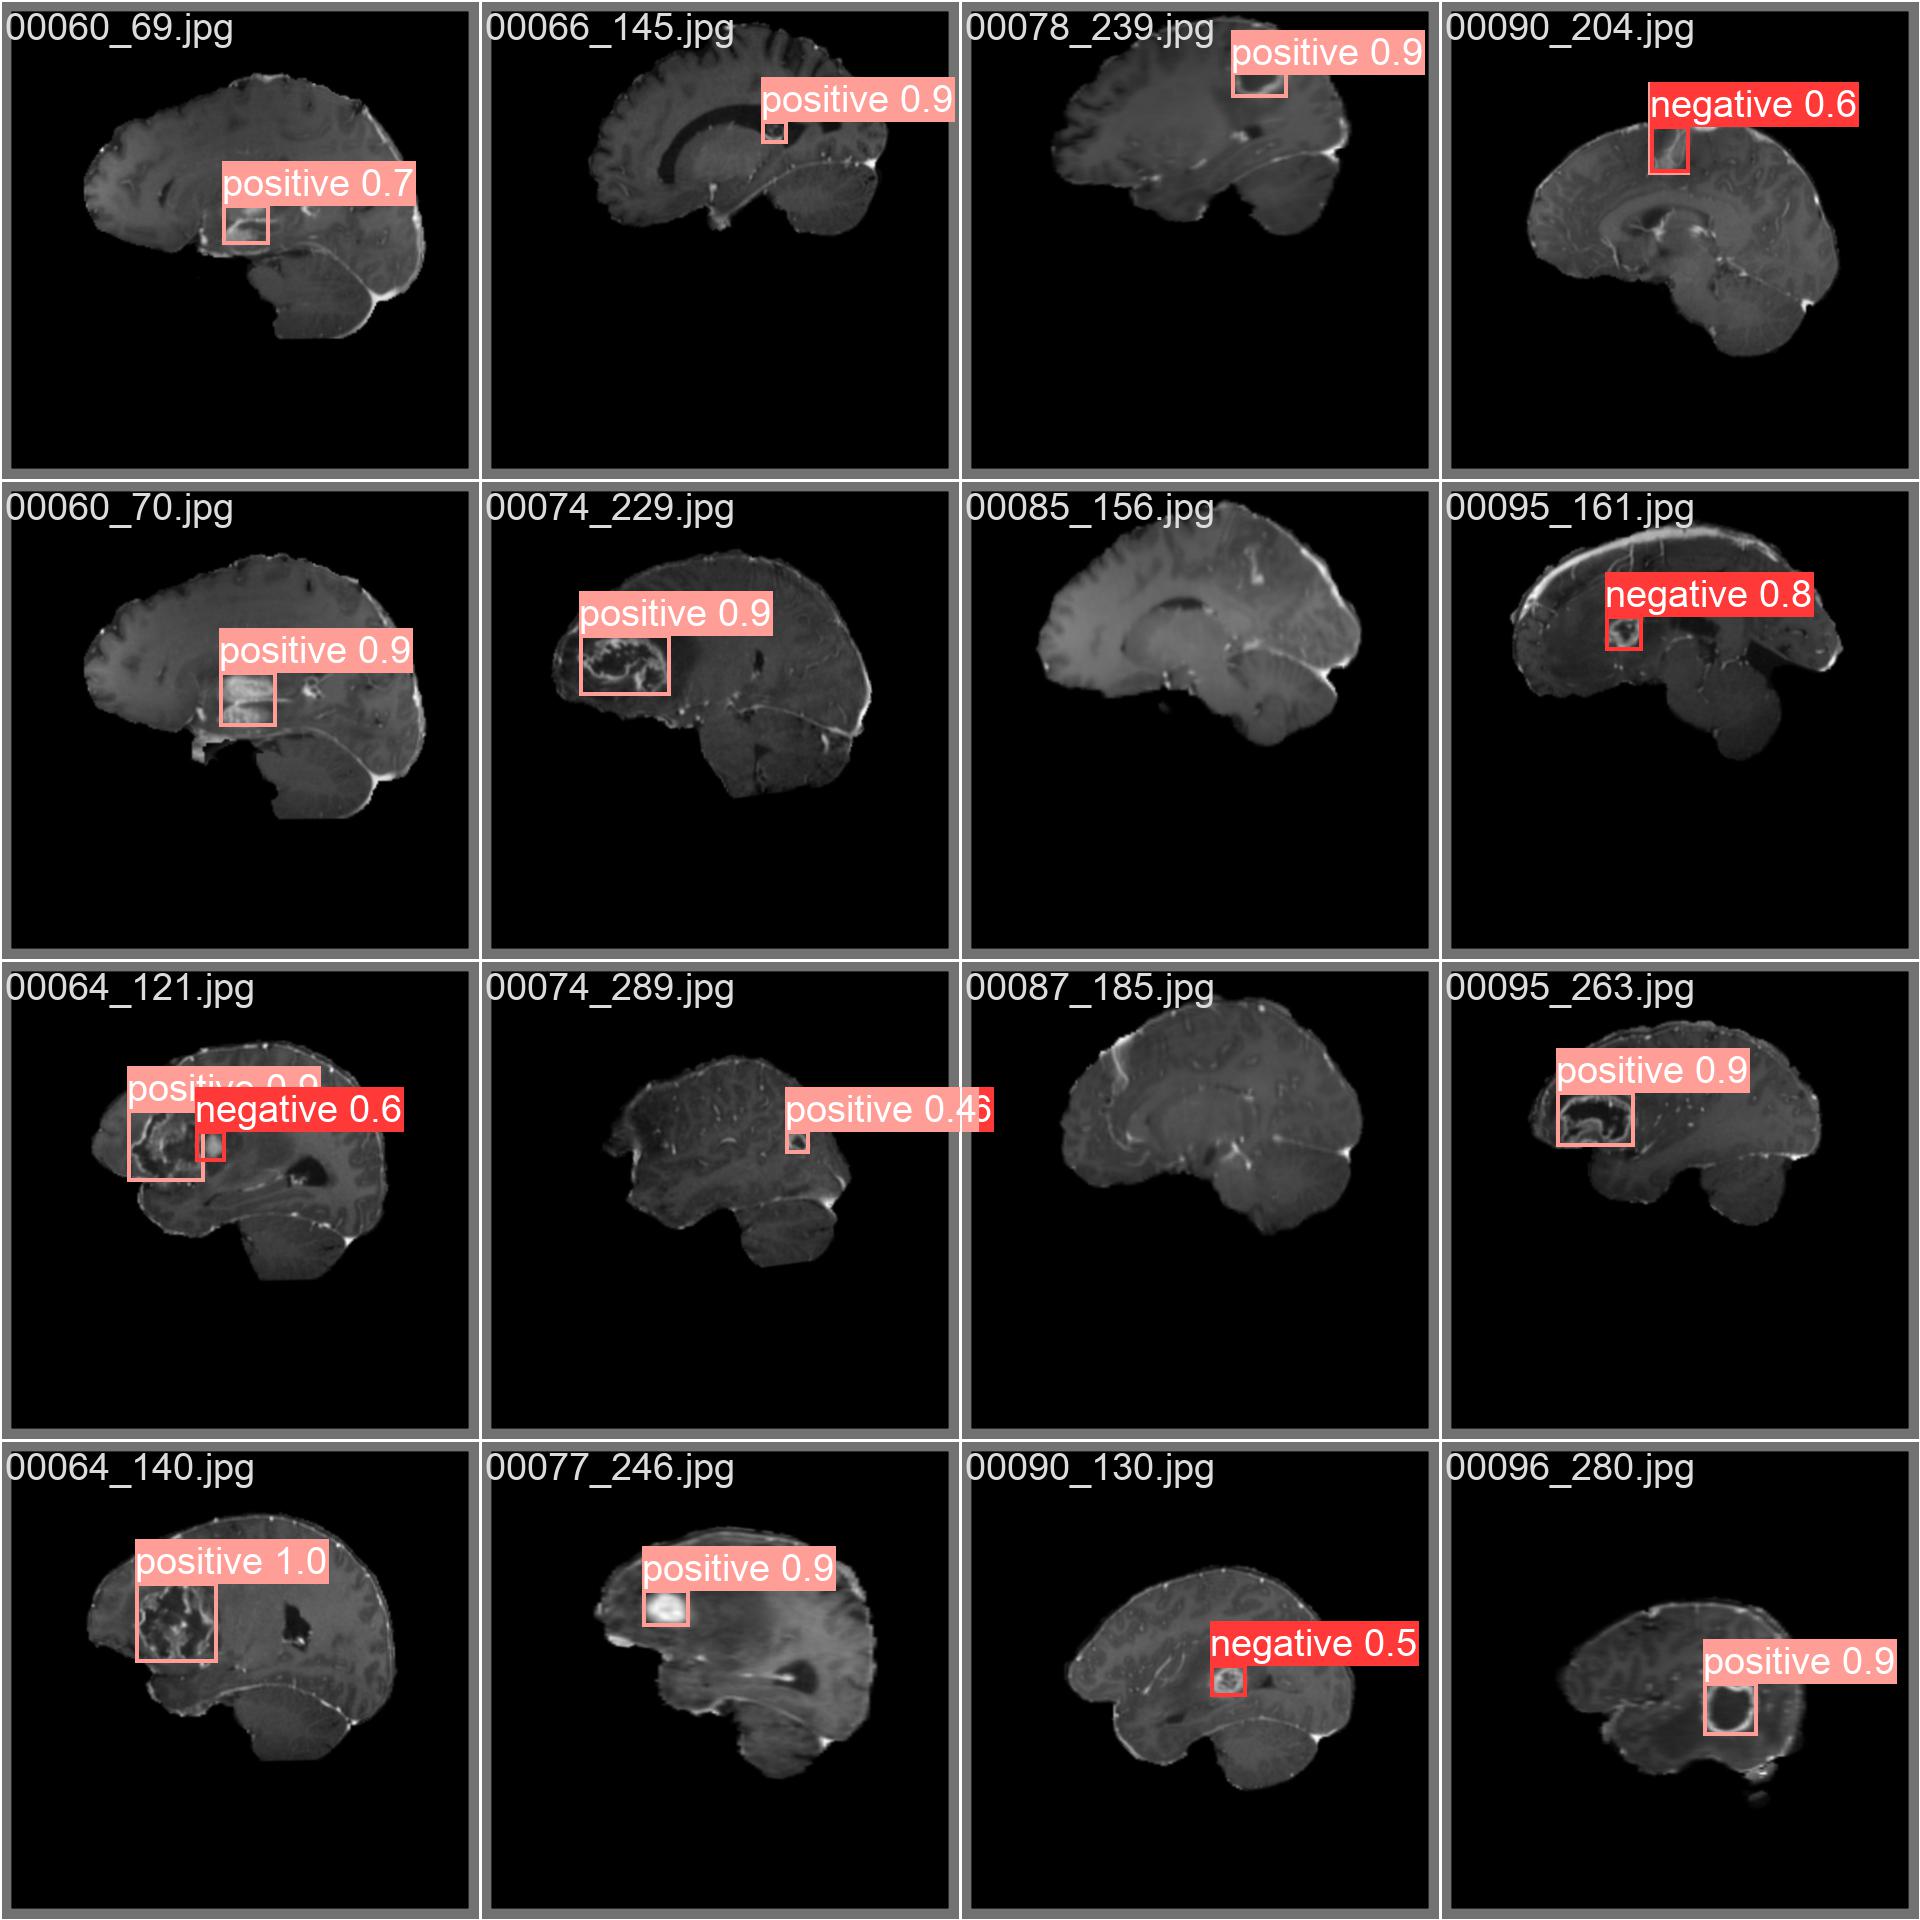 00060_69.jpg
positive 0.7
00066_145.jpg
positive 0.9
00078_239.jpg
positive 0.9
00090_204.jpg
negative 0.6
00060_70.jpg
positive 0.9
00074_229.jpg
positive 0.9
00085_156.jpg
00095_161.jpg
negative 0.8
00064_121.jpg
positive 0.9
negative 0.6
00074_289.jpg
positive 0.4
6
00087_185.jpg
00095_263.jpg
positive 0.9
00064_140.jpg
positive 1.0
00077_246.jpg
positive 0.9
00090_130.jpg
negative 0.5
00096_280.jpg
positive 0.9